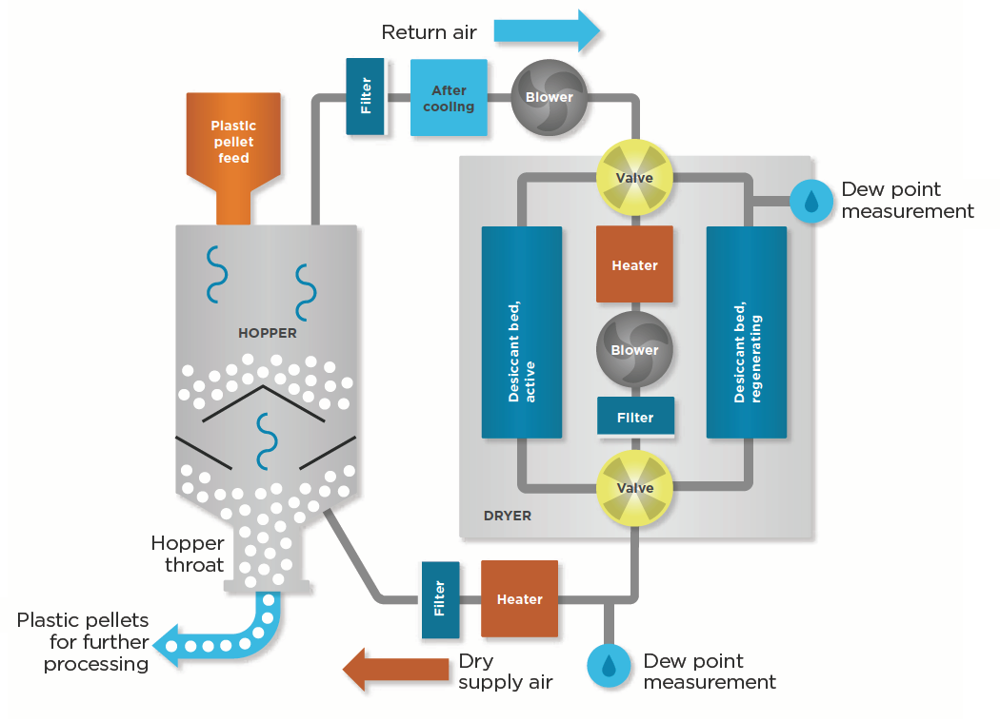 Return air
Filter
After
cooling
Blower
Plastic
pellet
feed
Valve
Dew point
measurement
Heater
HOPPER
Desiccant bed,
active
Blower
Desiccant bed,
regenerating
Filter
Valve
DRYER
Hopper
throat
Filter
Heater
Plastic pellets
for further
processing
Dry
supply air
Dew point
measurement